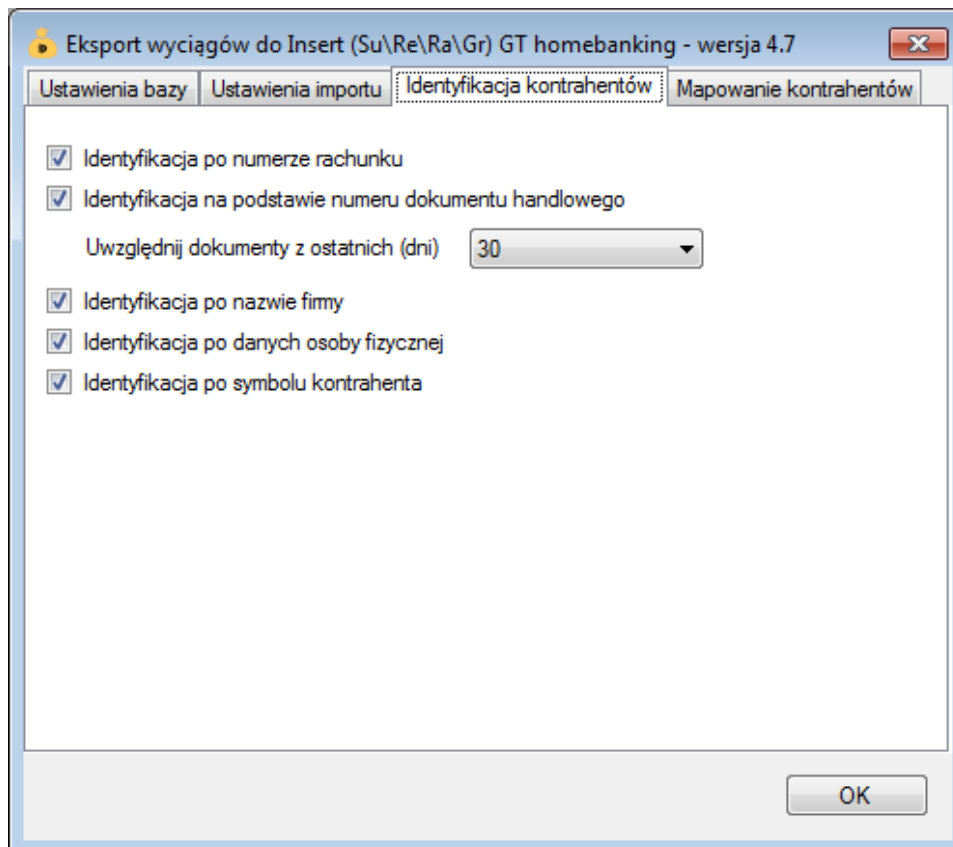 Eksport wyciągów do Insert (Su\Re\Ra\Gr) GT homebanking - wersja 4.7
Ustawienia bazy Ustawienia importu Identyfikacja kontrahentów Mapowanie kontrahentów
Identyfikacja po numerze rachunku
Identyfikacja na podstawie numeru dokumentu handlowego
Uwzględnij dokumenty z ostatnich (dni) 30
Identyfikacja po nazwie firmy
Identyfikacja po danych osoby fizycznej
Identyfikacja po symbolu kontrahenta
OK